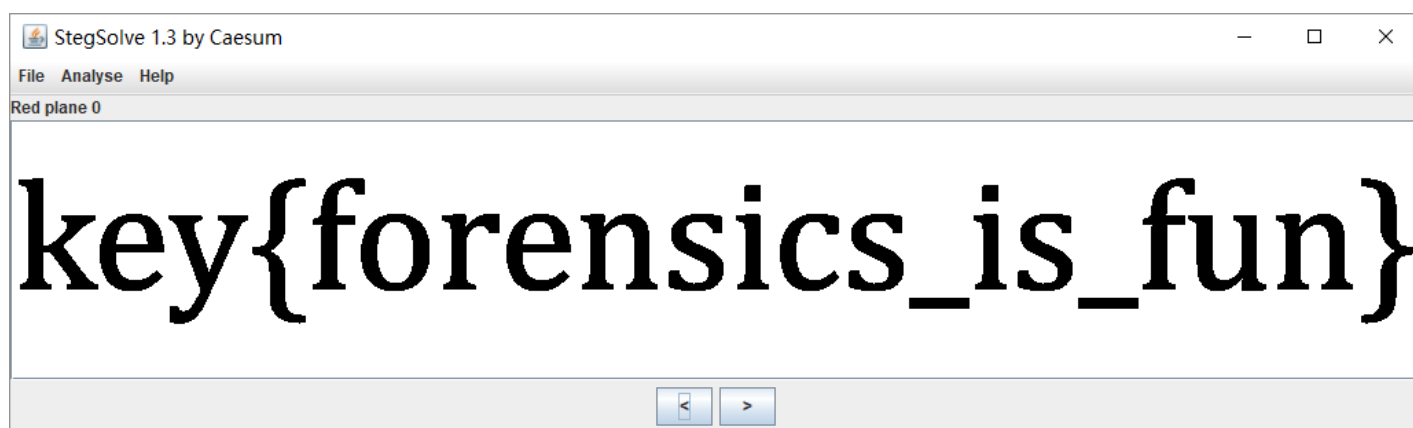 StegSolve 1.3 by Caesum
File Analyse Help
Red plane 0
key{forensics_is_fun}
< >